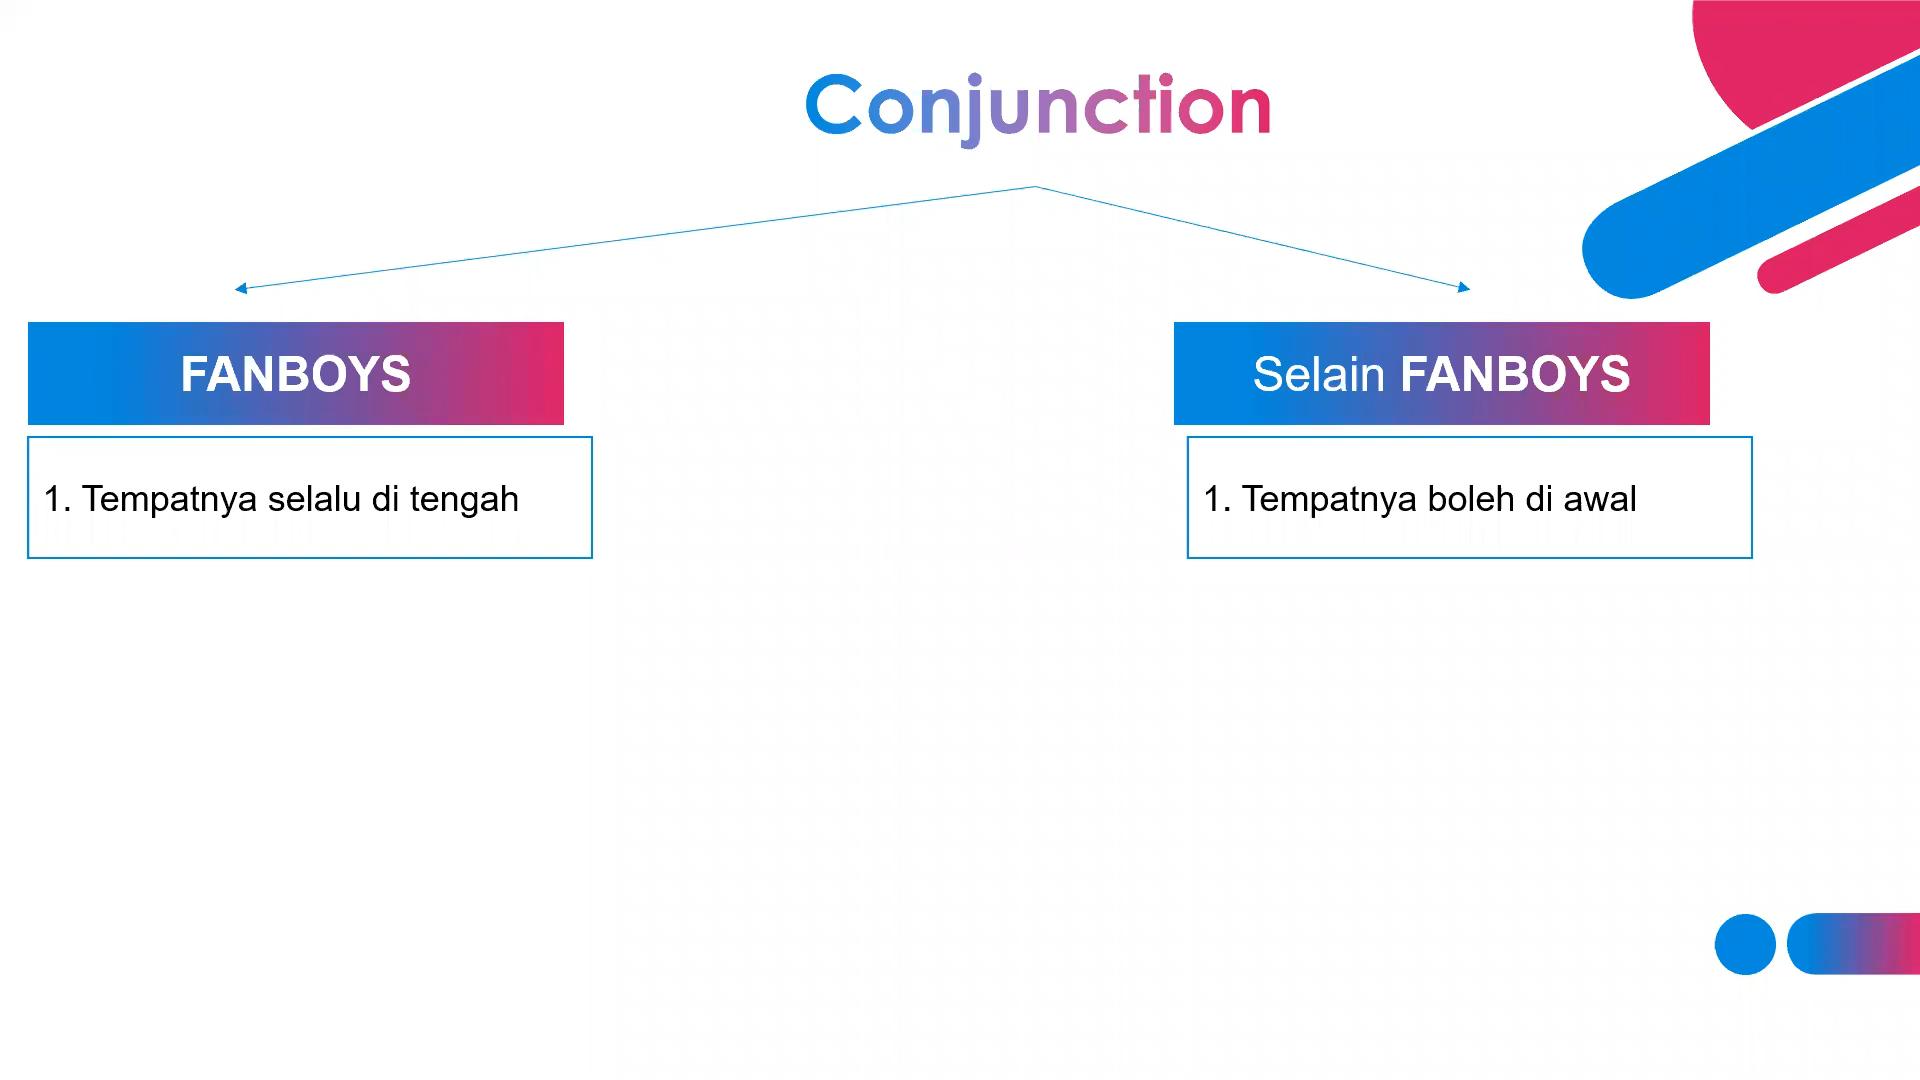 Conjunction
FANBOYS
Selain FANBOYS
1. Tempatnya selalu di tengah
1. Tempatnya boleh di awal